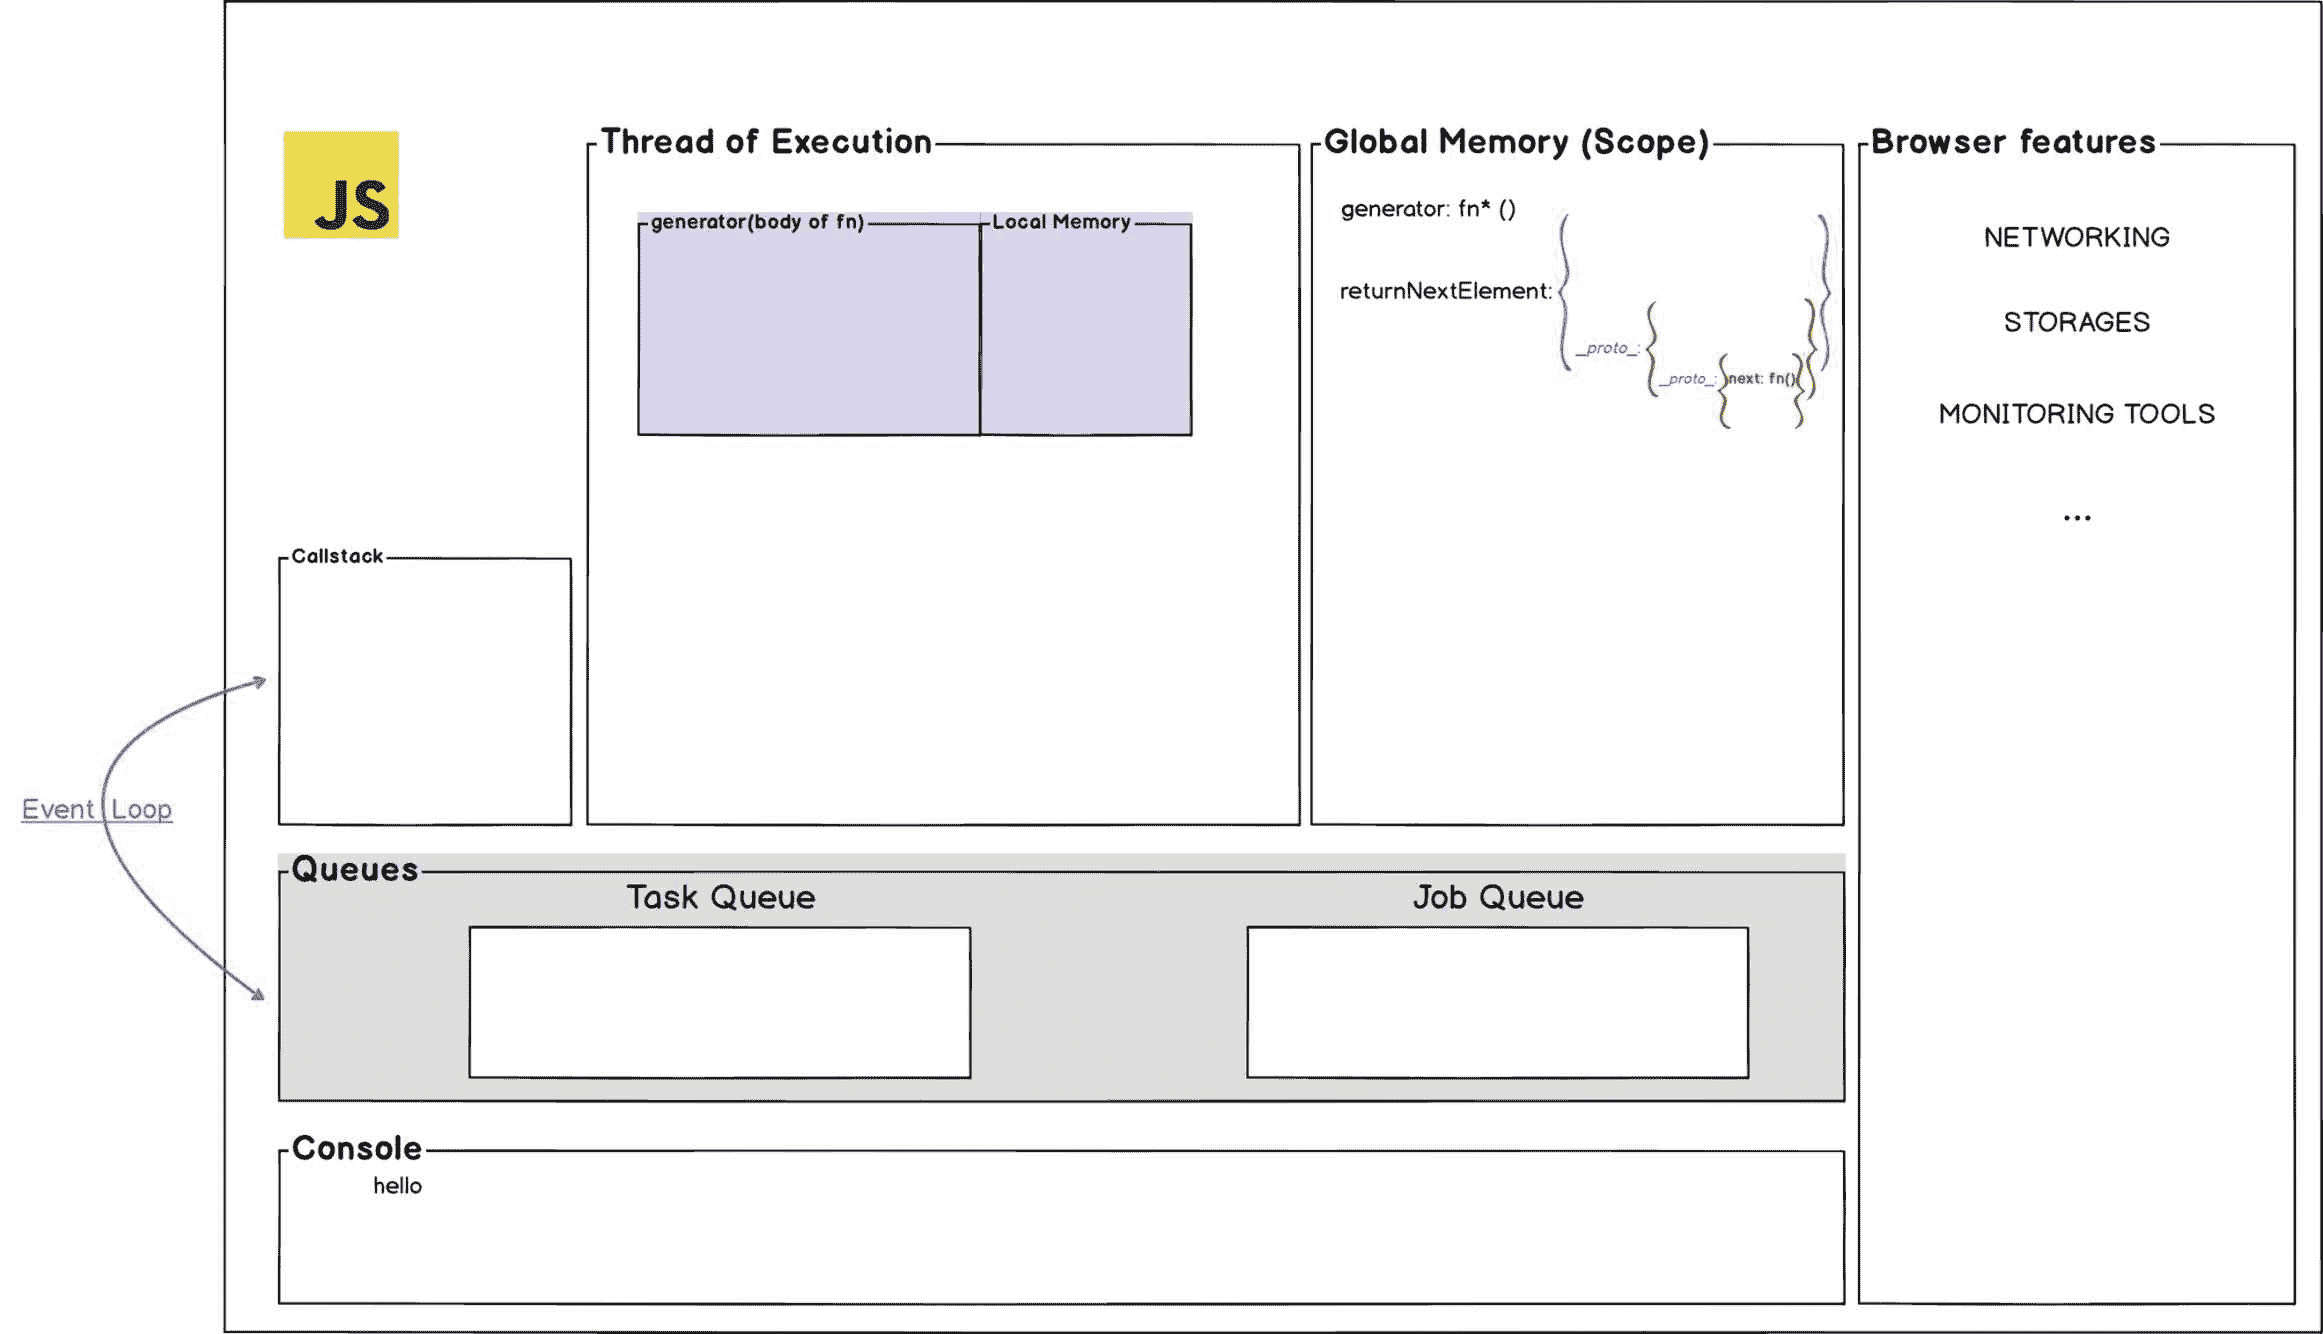 JS
Thread of Execution
generator(body of fn)
Local Memory
Global Memory (Scope)
generator: fn* ()
returnNextElement:
_proto_:
_proto_:
next: fn()
Browser features
NETWORKING
STORAGES
MONITORING TOOLS
...
Callstack
Event Loop
Queues
Task Queue
Job Queue
Console
hello